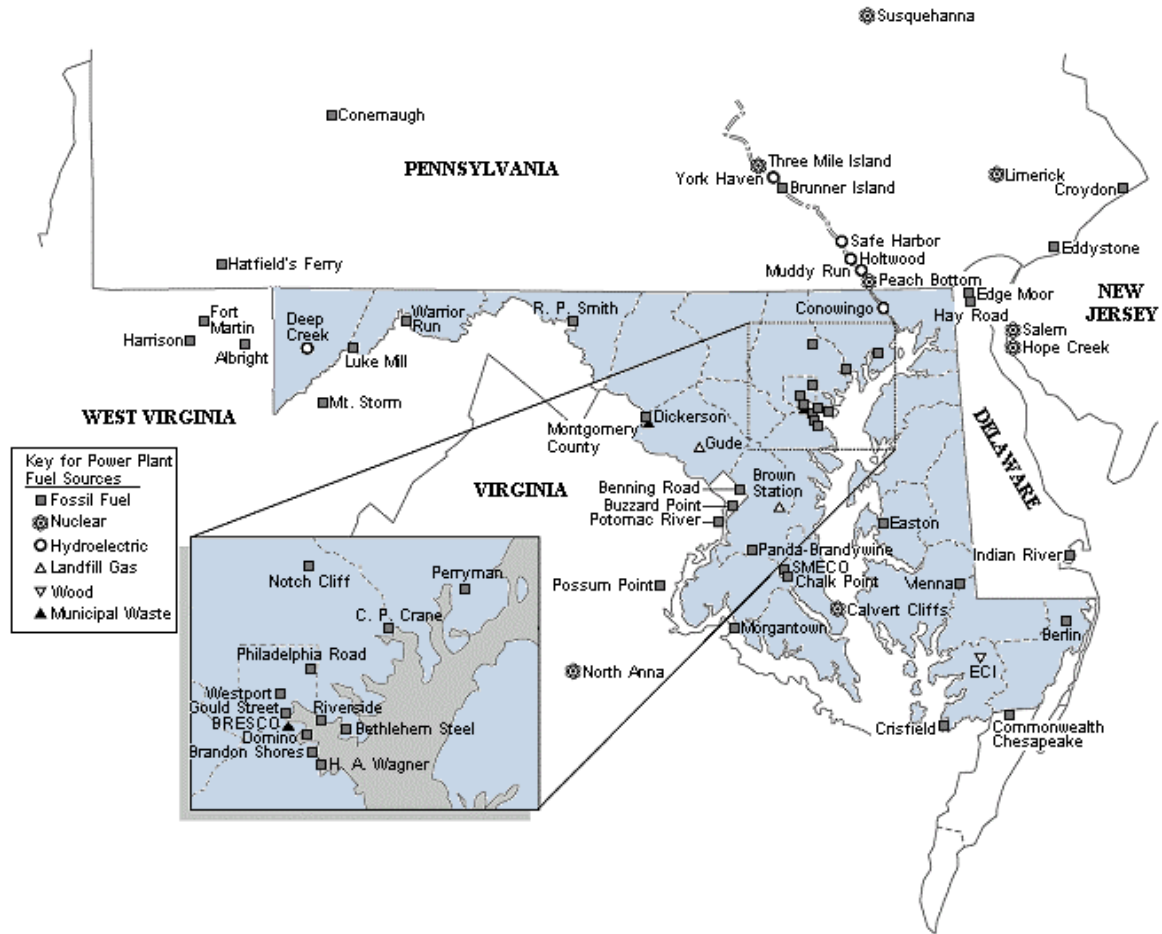 Susquehanna
Conemaugh
PENNSYLVANIA
Three Mile Island
York Haven
Brunner Island
Limerick
Croydon
Safe Harbor
Holtwood
Muddy Run
Peach Bottom
Eddystone
Hatfield's Ferry
Conowingo
Edge Moor
Hay Road
NEW
JERSEY
Salem
Hope Creek
Fort
Martin
Harrison
Albright
Deep
Creek
Warrior
Run
R. P. Smith
Luke Mill
Mt. Storm
WEST VIRGINIA
Montgomery
County
Dickerson
Gude
DELAWARE
VIRGINIA
Benning Road
Buzzard Point
Potomac River
Brown
Station
Easton
Panda-Brandywine
SMECO
Chalk Point
Possum Point
Vienna
Indian River
Calvert Cliffs
Morgantown
Berlin
North Anna
ECI
Crisfield
Commonwealth
Chesapeake
Key for Power Plant
Fuel Sources
Fossil Fuel
Nuclear
Hydroelectric
Landfill Gas
Wood
Municipal Waste
Notch Cliff
Perryman
C. P. Crane
Philadelphia Road
Westport
Gould Street
Riverside
BRESCO
Bethlehem Steel
Domino
Brandon Shores
H. A. Wagner